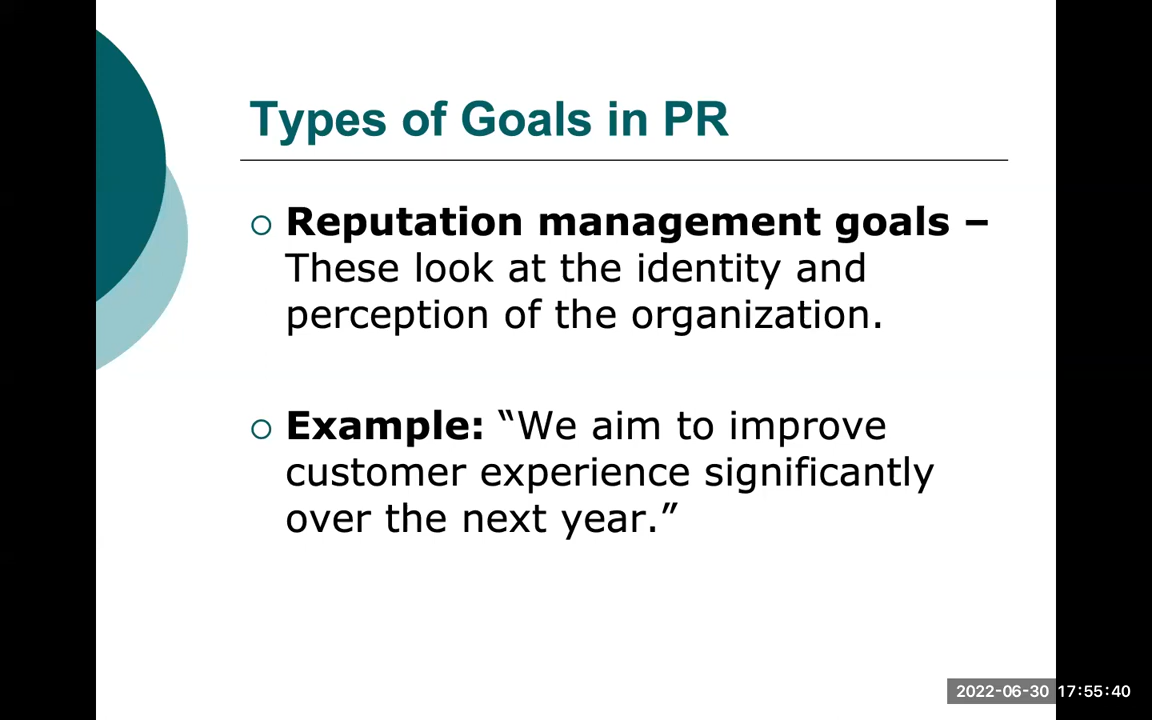 Types of Goals in PR
Reputation management goals –
These look at the identity and
perception of the organization.
Example: “We aim to improve
customer experience significantly
over the next year.”
2022-06-30 17:55:40